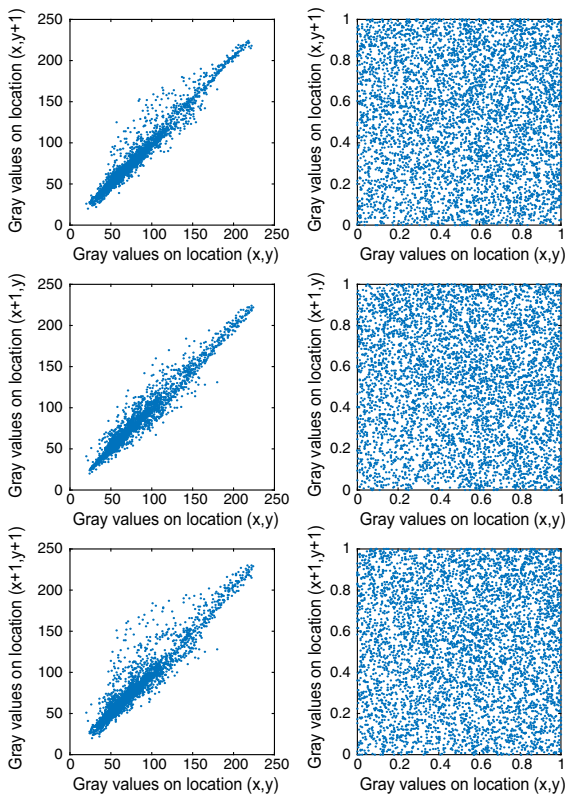 250
200
150
100
50
0
0 50 100 150 200 250
Gray values on location (x,y)
Gray values on location (x,y+1)
1
0.8
0.6
0.4
0.2
0
0 0.2 0.4 0.6 0.8 1
Gray values on location (x,y)
Gray values on location (x,y+1)
250
200
150
100
50
0
0 50 100 150 200 250
Gray values on location (x,y)
Gray values on location (x+1,y)
1
0.8
0.6
0.4
0.2
0
0 0.2 0.4 0.6 0.8 1
Gray values on location (x,y)
Gray values on location (x+1,y)
250
200
150
100
50
0
0 50 100 150 200 250
Gray values on location (x,y)
Gray values on location (x+1,y+1)
1
0.8
0.6
0.4
0.2
0
0 0.2 0.4 0.6 0.8 1
Gray values on location (x,y)
Gray values on location (x+1,y+1)